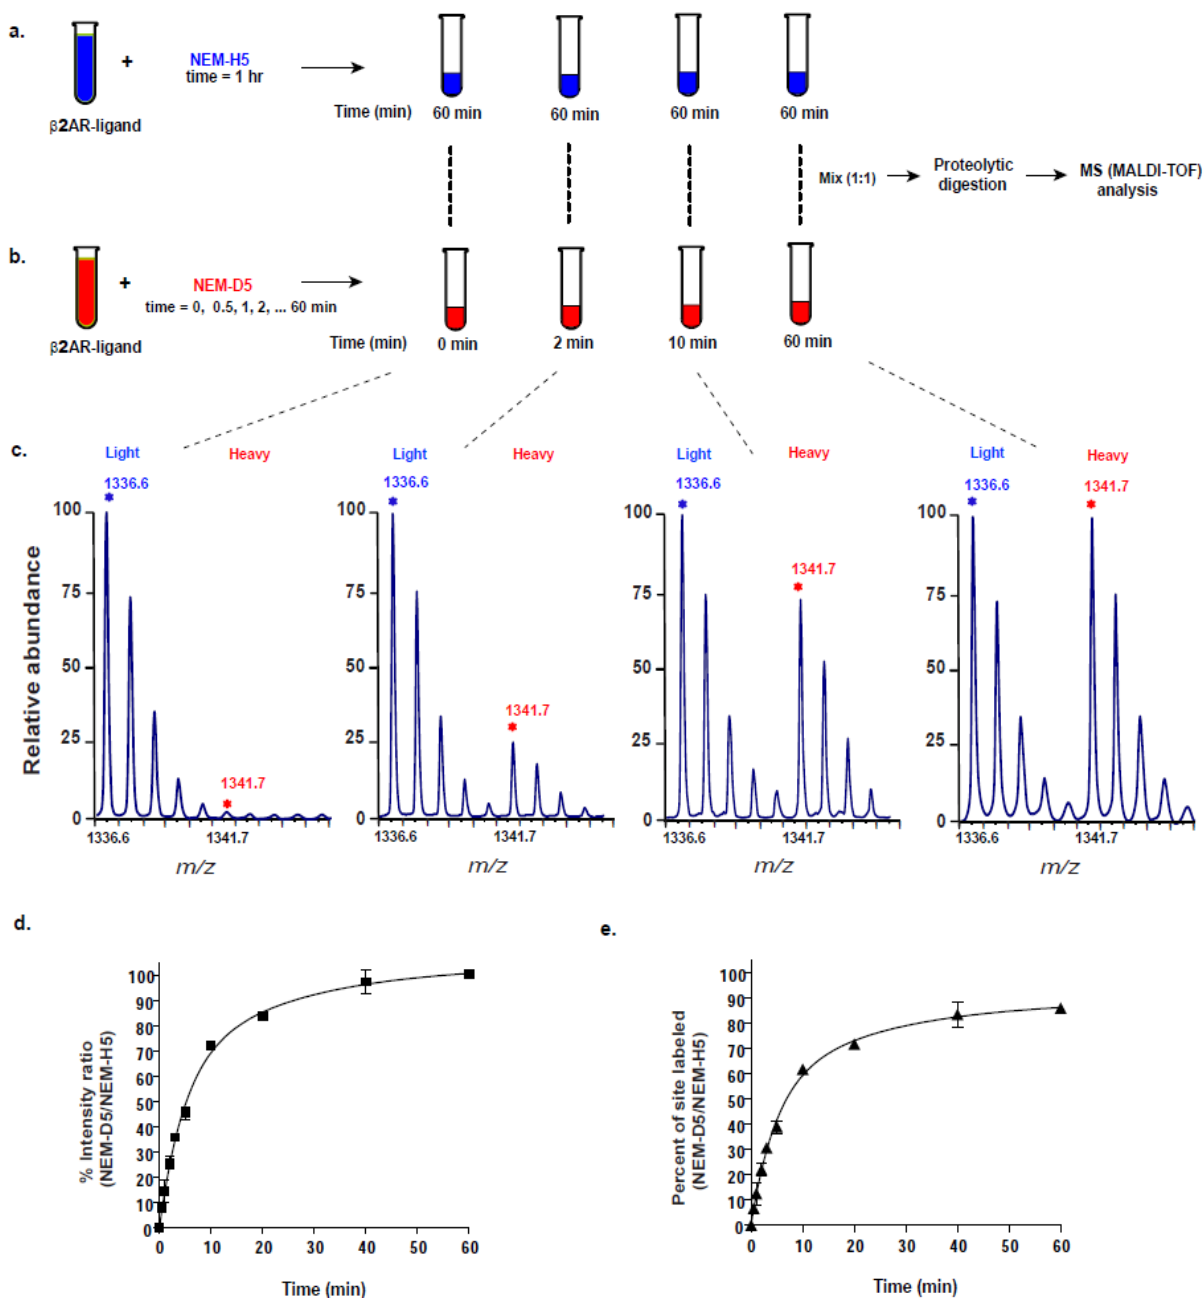 a.
+
NEM-H5
time = 1 hr
β2AR-ligand
Time (min)
60 min
60 min
60 min
60 min
Mix (1:1)
Proteolytic
digestion
MS (MALDI-TOF)
analysis
b.
+
NEM-D5
time = 0, 0.5, 1, 2, ... 60 min
β2AR-ligand
Time (min)
0 min
2 min
10 min
60 min
c.
Light
Heavy
1336.6
*
1341.7
*
Relative abundance
100
75
50
25
0
1336.6
1341.7
m/z
Light
Heavy
1336.6
*
1341.7
*
100
75
50
25
0
1336.6
1341.7
m/z
Light
Heavy
1336.6
*
1341.7
*
100
75
50
25
0
1336.6
1341.7
m/z
Light
Heavy
1336.6
*
1341.7
*
100
75
50
25
0
1336.6
1341.7
m/z
d.
% Intensity ratio
(NEM-D5/NEM-H5)
100
90
80
70
60
50
40
30
20
10
0
0 10 20 30 40 50 60
Time (min)
e.
Percent of site labeled
(NEM-D5/NEM-H5)
100
90
80
70
60
50
40
30
20
10
0
0 10 20 30 40 50 60
Time (min)